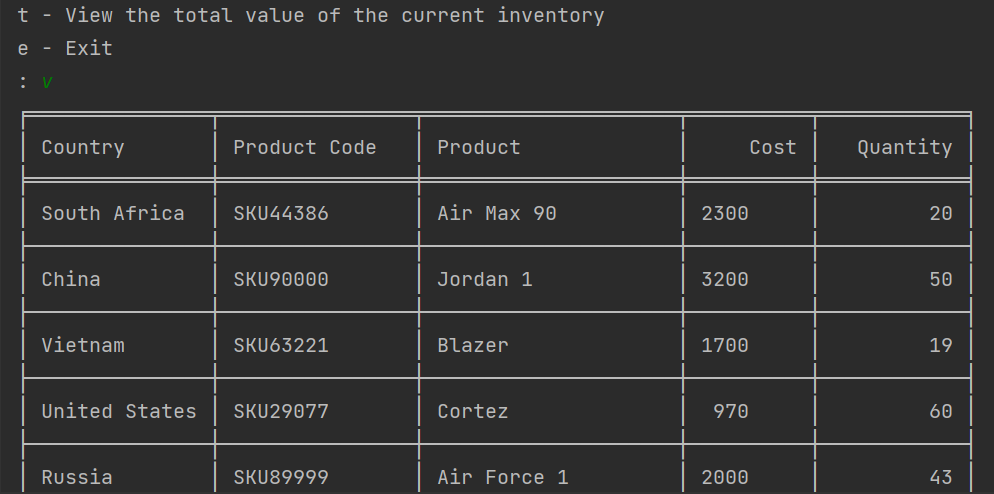 t - View the total value of the current inventory
e - Exit
: v
Country Product Code Product Cost Quantity
South Africa SKU44386 Air Max 90 2300 20
China SKU90000 Jordan 1 3200 50
Vietnam SKU63221 Blazer 1700 19
United States SKU29077 Cortez 970 60
Russia SKU89999 Air Force 1 2000 43